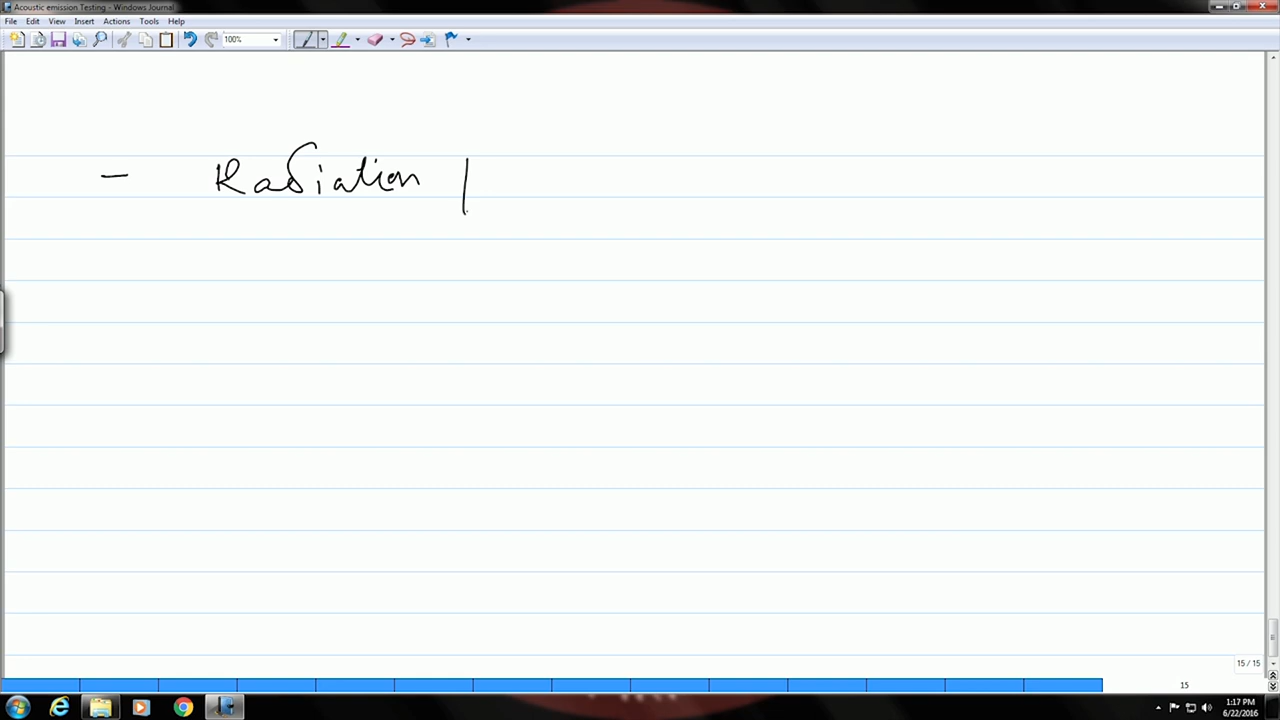 Acoustic emission Testing - Windows Journal
File Edit View Insert Actions Tools Help
100%
- Radiation |
15 / 15
15
1:17 PM
6/22/2016